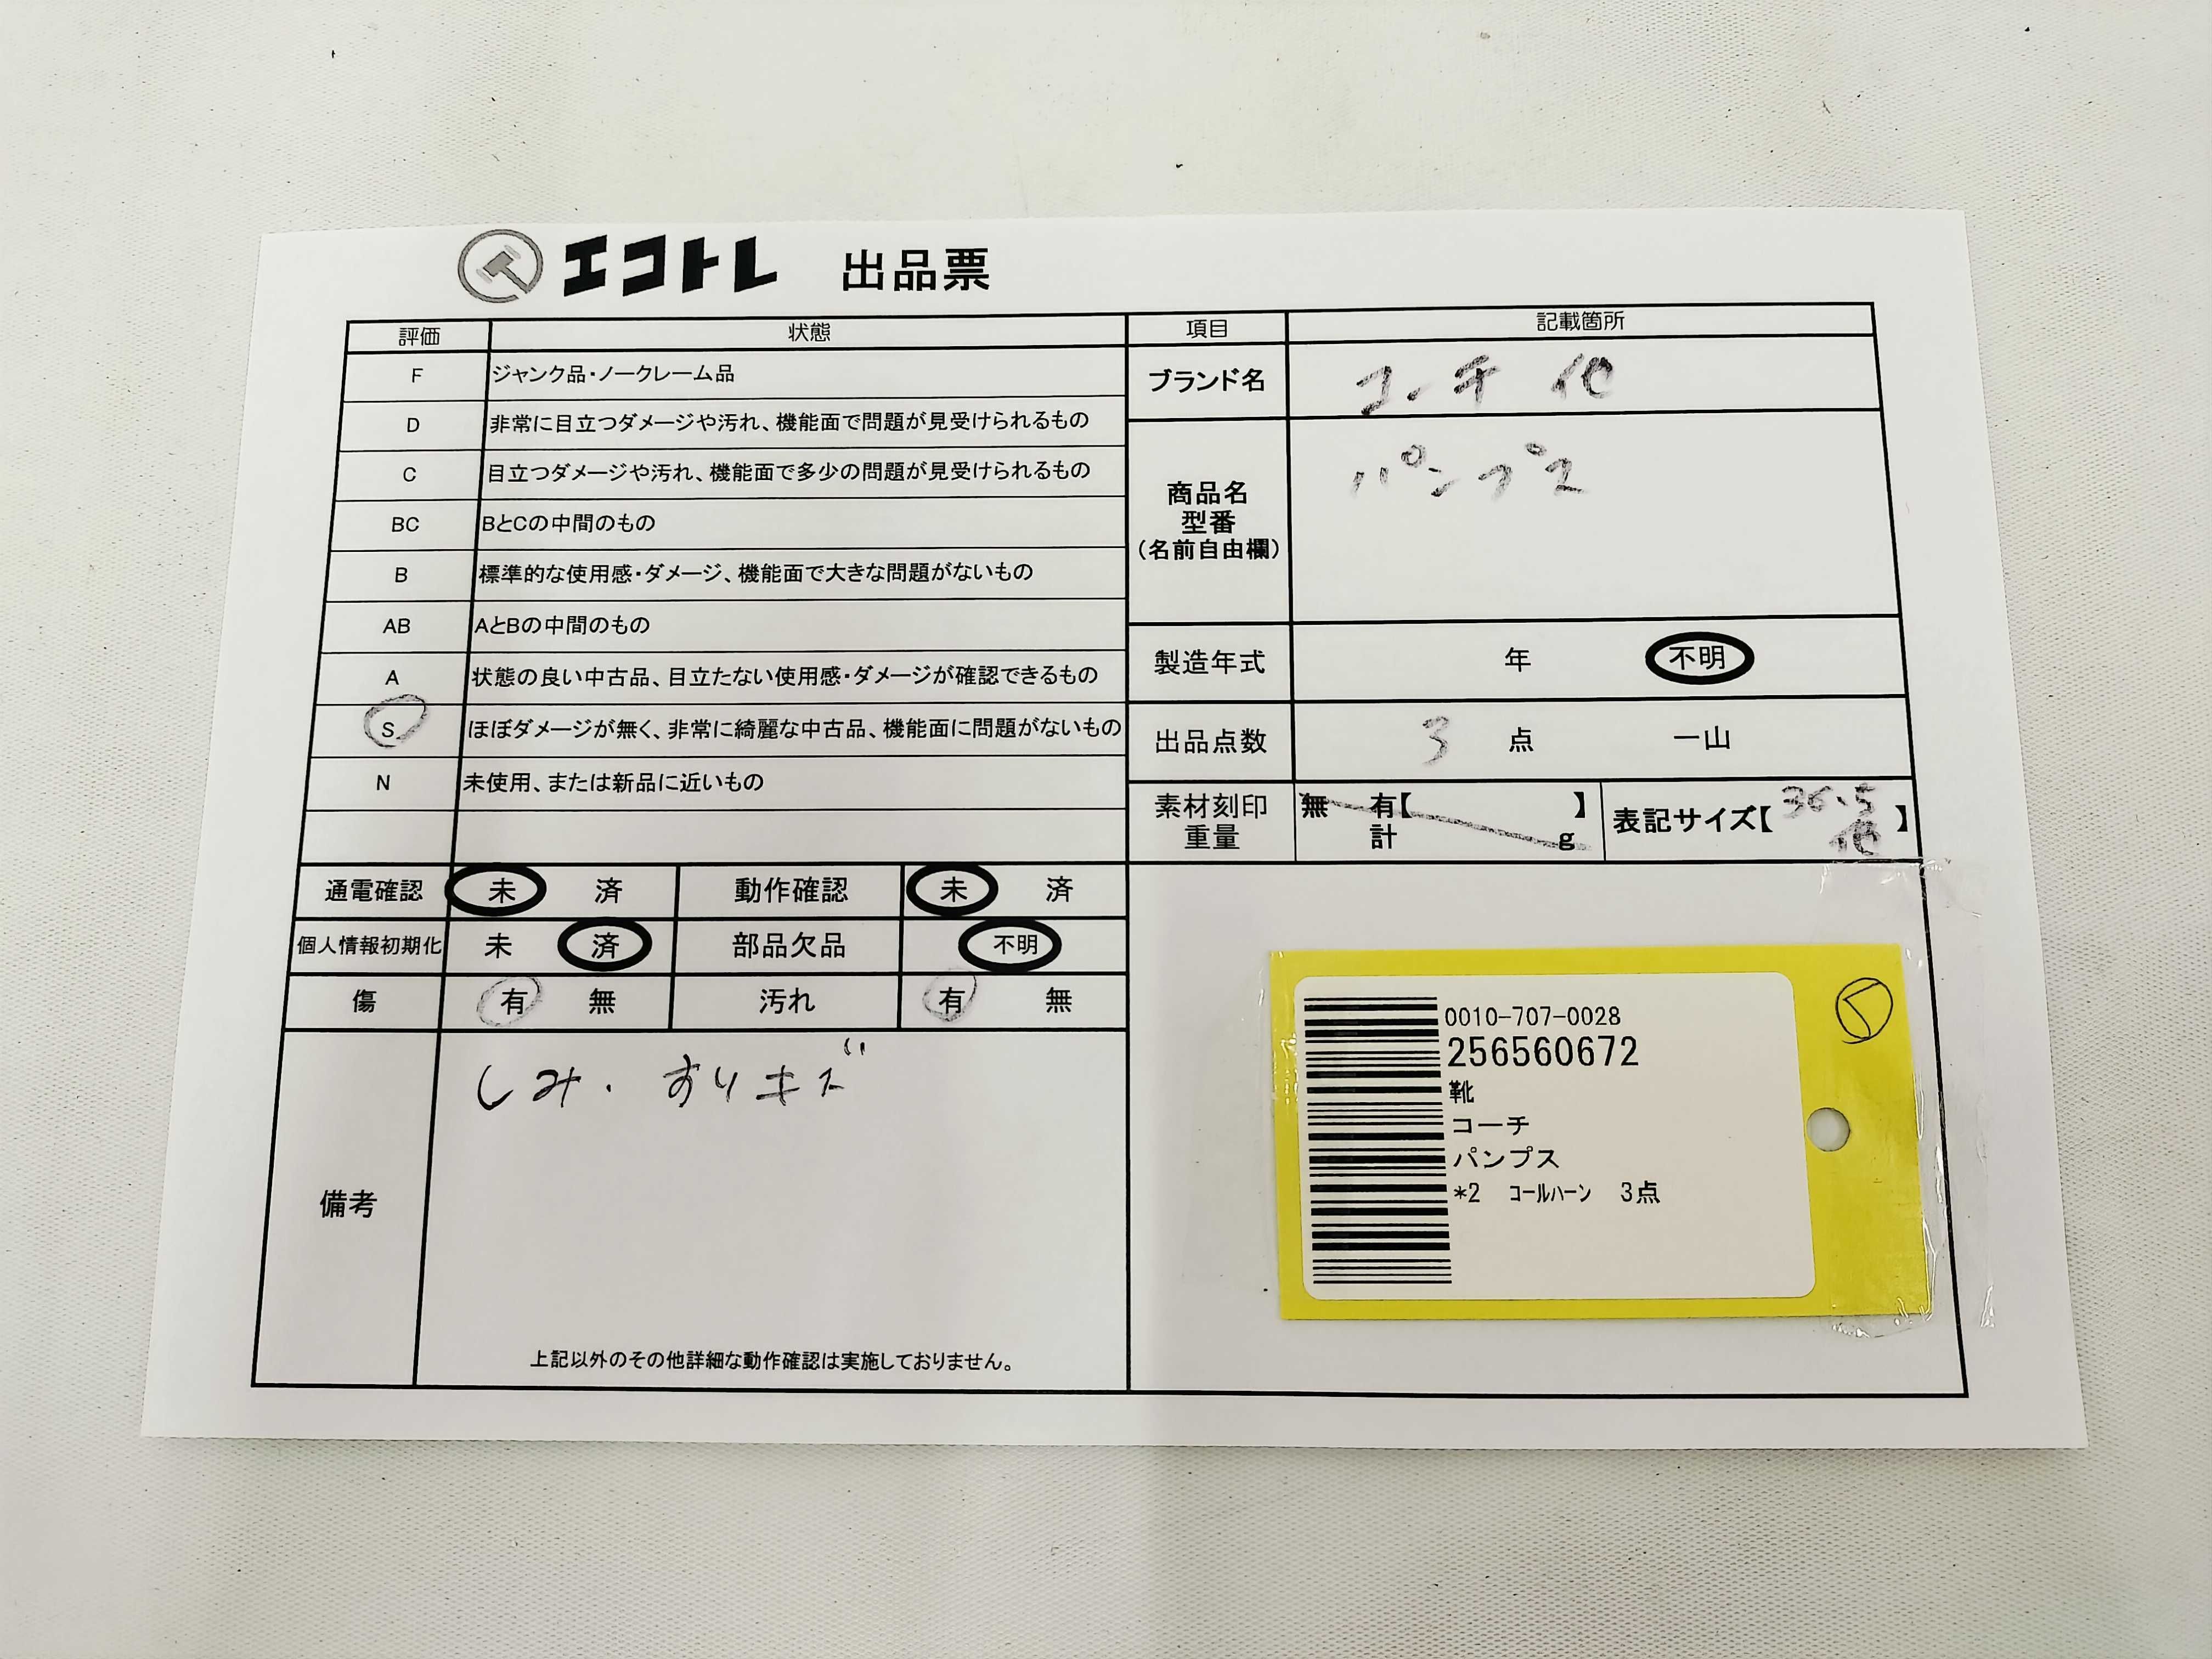 エコトレ 出品票
評価 状態
F ジャンク品・ノークレーム品
D 非常に目立つダメージや汚れ、機能面で問題が見受けられるもの
C 目立つダメージや汚れ、機能面で多少の問題が見受けられるもの
BC BとCの中間のもの
B 標準的な使用感・ダメージ、機能面で大きな問題がないもの
AB AとBの中間のもの
A 状態の良い中古品、目立たない使用感・ダメージが確認できるもの
S ほぼダメージが無く、非常に綺麗な中古品、機能面に問題がないもの
N 未使用、または新品に近いもの
項目 記載箇所
ブランド名 コーチ 他
商品名
型番
（名前自由欄）
パンプス
製造年式 年 不明
出品点数 3 点 一山
素材刻印
重量
無 有【 】
計 g
表記サイズ【 36.5
他 】
通電確認 未 済 動作確認 未 済
個人情報初期化 未 済 部品欠品 不明
傷 有 無 汚れ 有 無
備考
しみ・すりキズ
上記以外のその他詳細な動作確認は実施しておりません。
0010-707-0028
256560672
靴
コーチ
パンプス
*2 ｺｰﾙﾊｰﾝ 3点